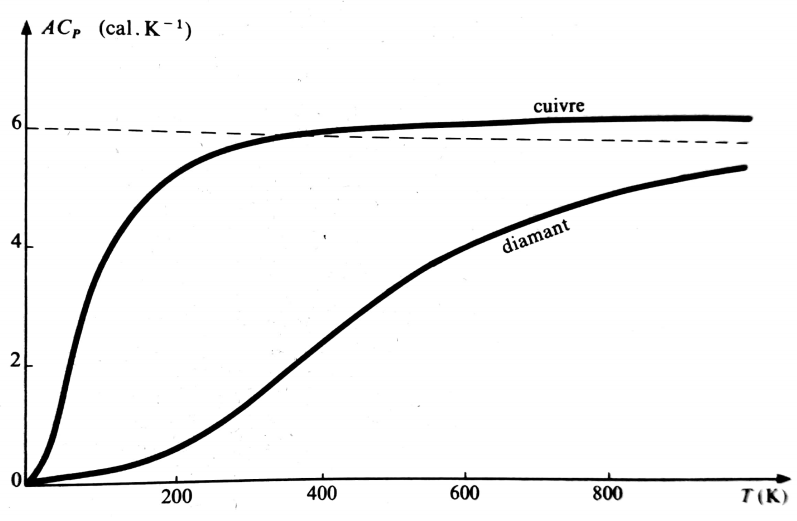 AC_P (cal.K⁻¹)
6
cuivre
4
diamant
2
0
200 400 600 800 T (K)